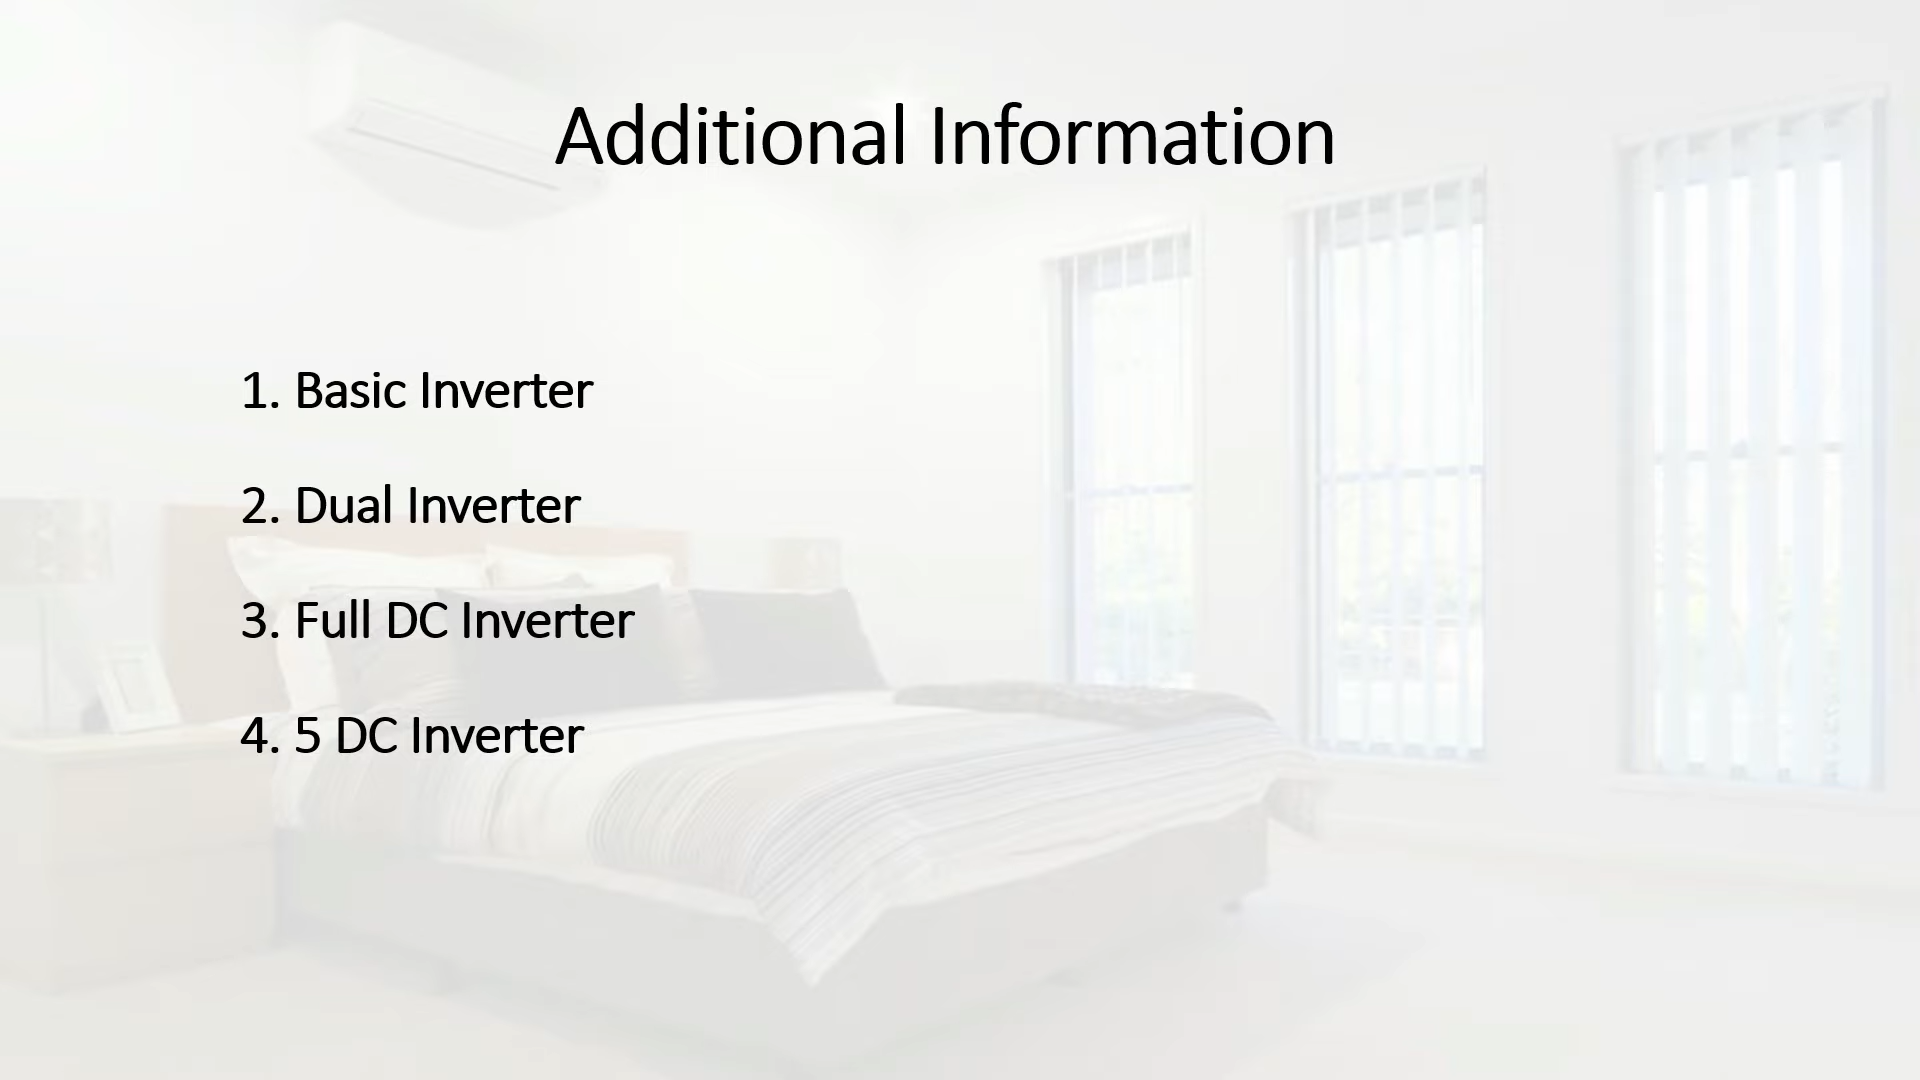 Additional Information
1. Basic Inverter
2. Dual Inverter
3. Full DC Inverter
4. 5 DC Inverter